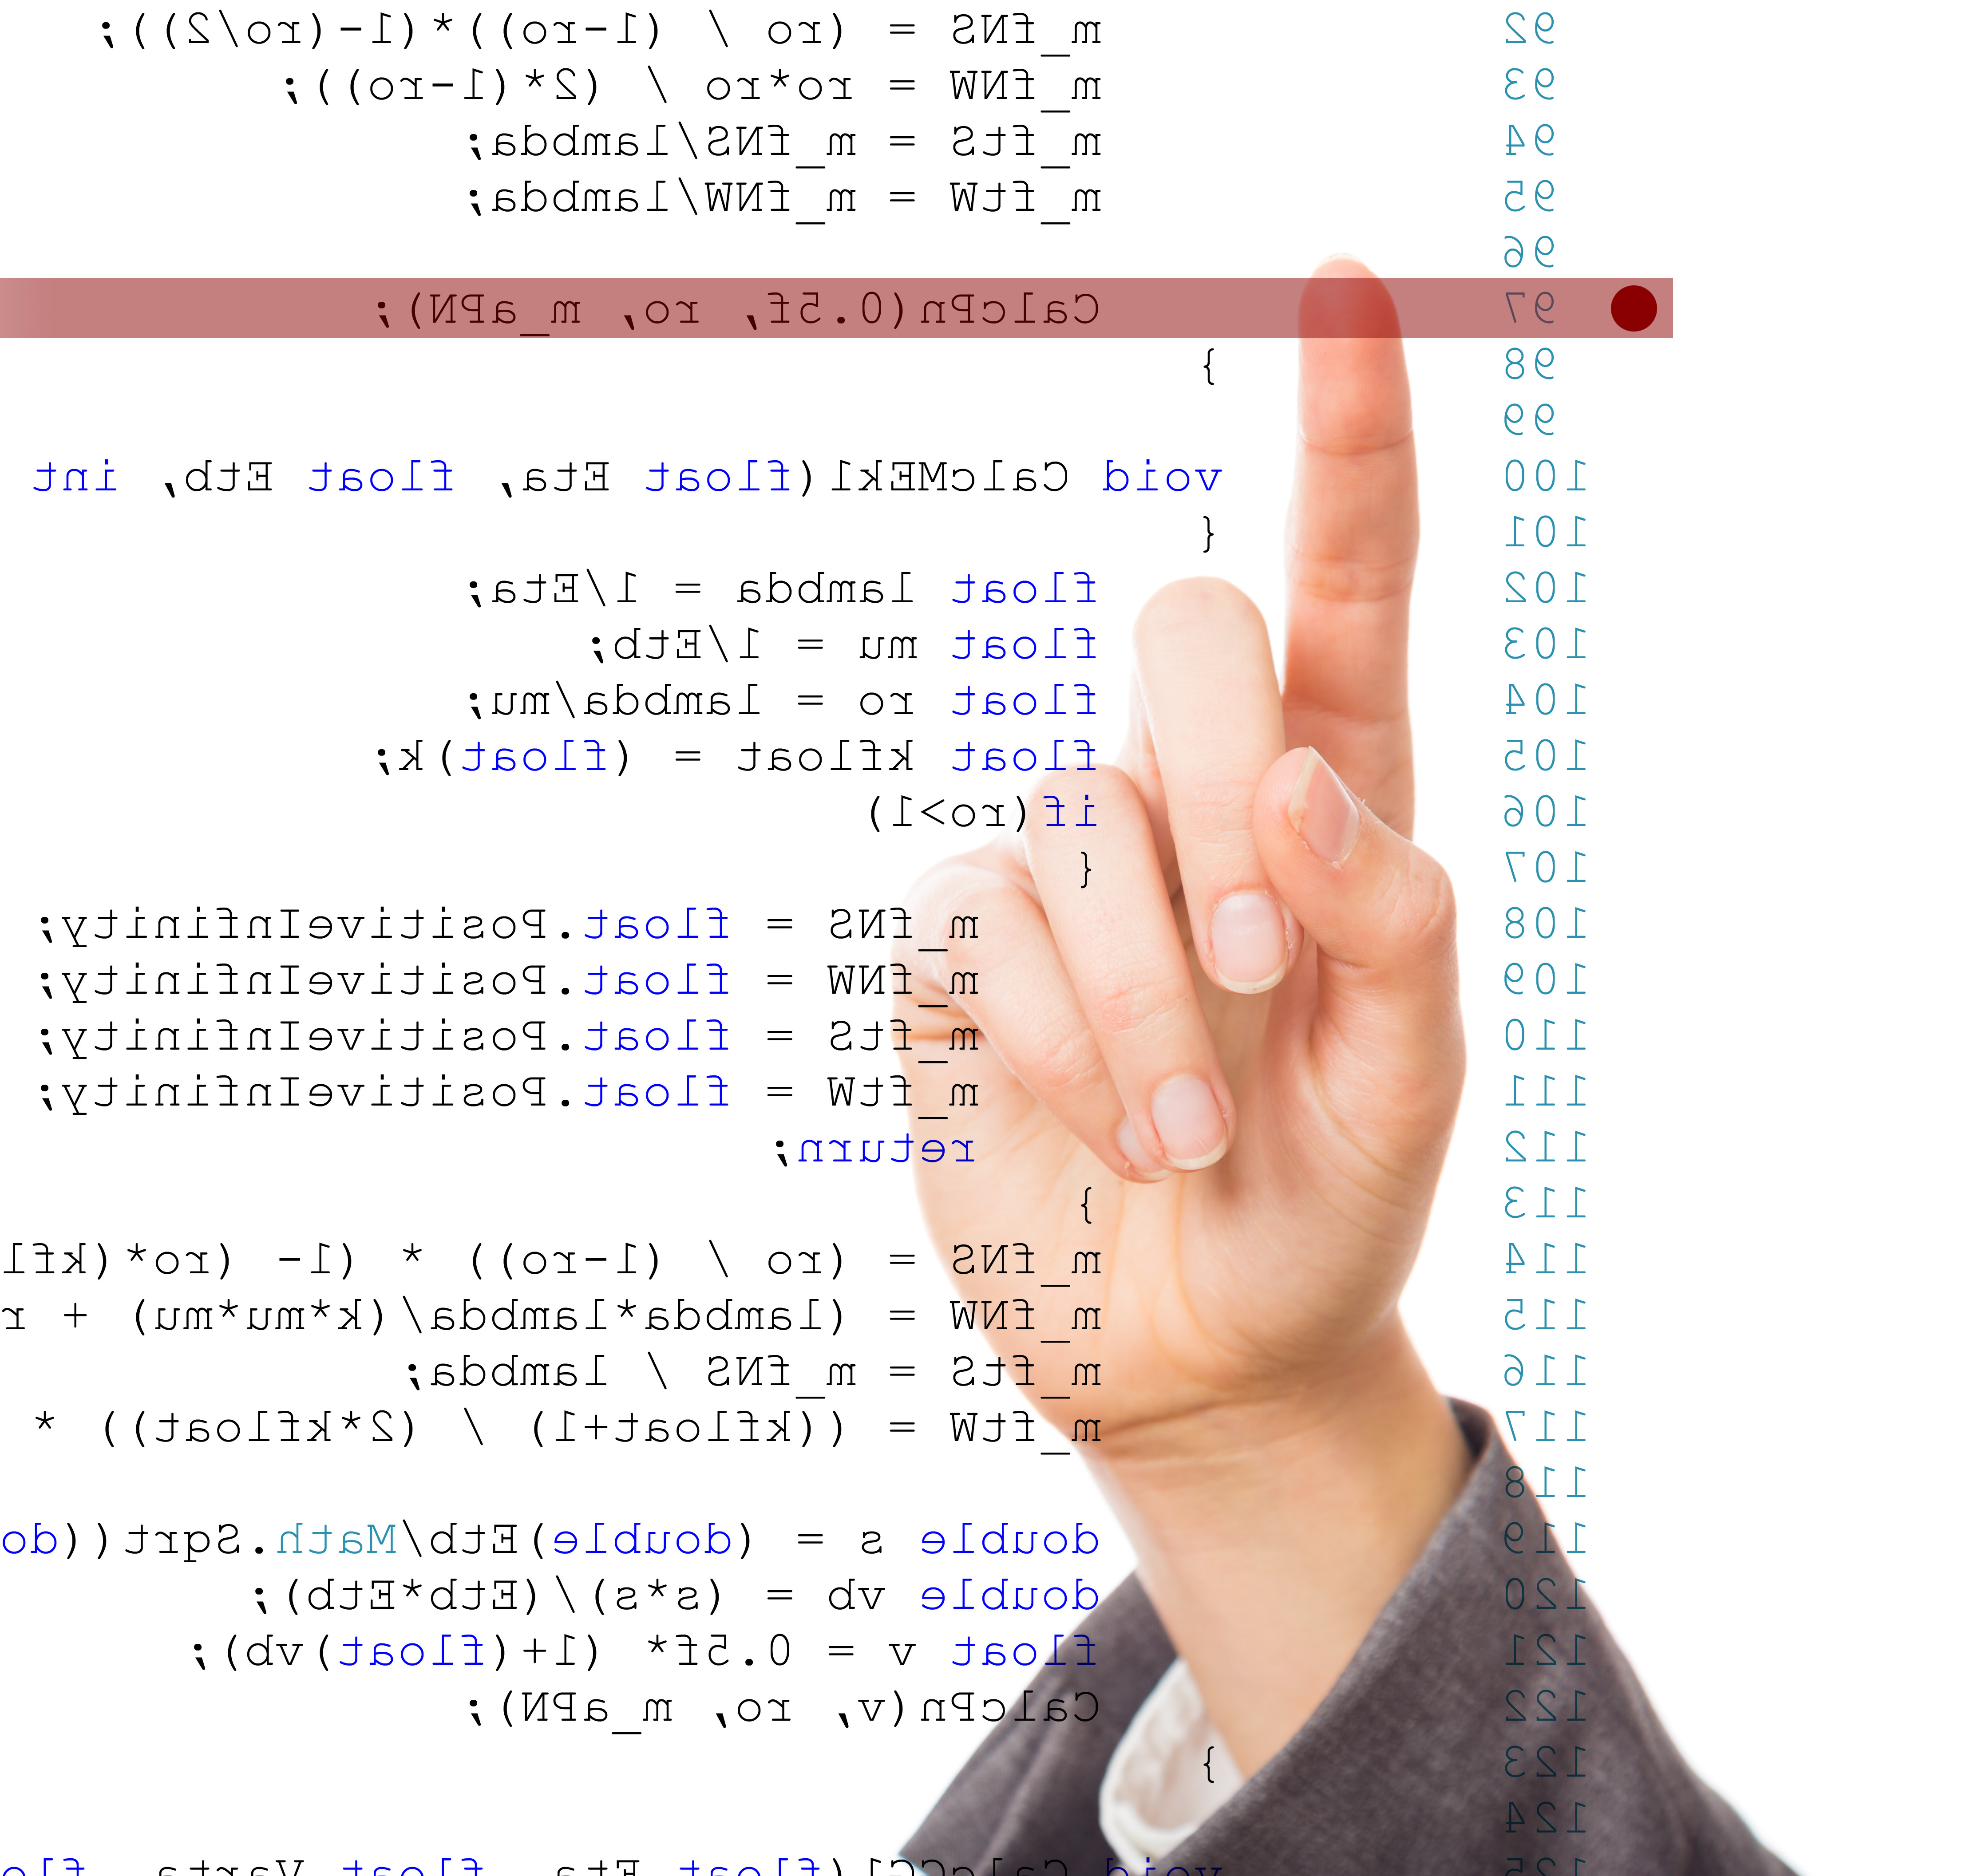 92 m_fNS = (ro / (1-ro))*(1-(ro/2));
93 m_fNW = ro*ro / (2*(1-ro));
94 m_ftS = m_fNS/lambda;
95 m_ftW = m_fNW/lambda;
96
97 CalcPn(0.5f, ro, m_aPN);
98 }
99
100 void CalcMEk1(float Eta, float Etb, int
101 {
102 float lambda = 1/Eta;
103 float mu = 1/Etb;
104 float ro = lambda/mu;
105 float kfloat = (float)k;
106 if(ro>1)
107 {
108 m_fNS = float.PositiveInfinity;
109 m_fNW = float.PositiveInfinity;
110 m_ftS = float.PositiveInfinity;
111 m_ftW = float.PositiveInfinity;
112 return;
113 }
114 m_fNS = (ro / (1-ro)) * (1- (ro*(kfl
115 m_fNW = (lambda*lambda/(k*mu*mu) + r
116 m_ftS = m_fNS / lambda;
117 m_ftW = ((kfloat+1) / (2*kfloat)) *
118
119 double s = (double)Etb/Math.Sqrt((do
120 double vb = (s*s)/(Etb*Etb);
121 float v = 0.5f* (1+(float)vb);
122 CalcPn(v, ro, m_aPN);
123 }
124
125 void CalcGG1(float Eta, float Varta, flo